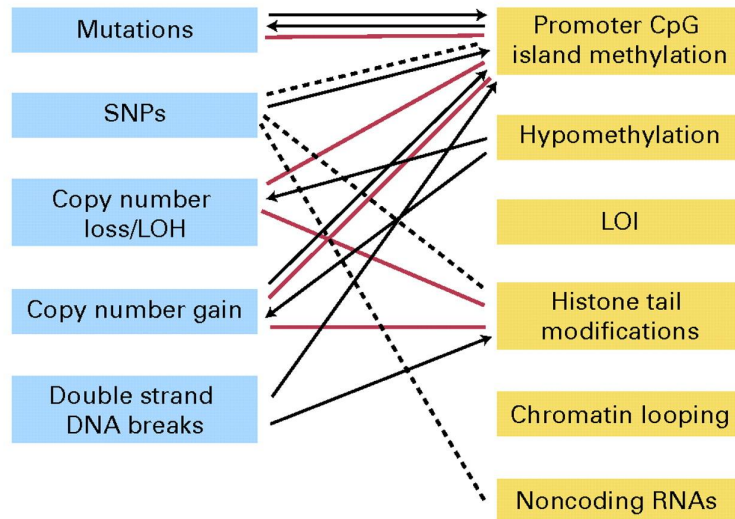 Mutations
SNPs
Copy number
loss/LOH
Copy number gain
Double strand
DNA breaks
Promoter CpG
island methylation
Hypomethylation
LOI
Histone tail
modifications
Chromatin looping
Noncoding RNAs